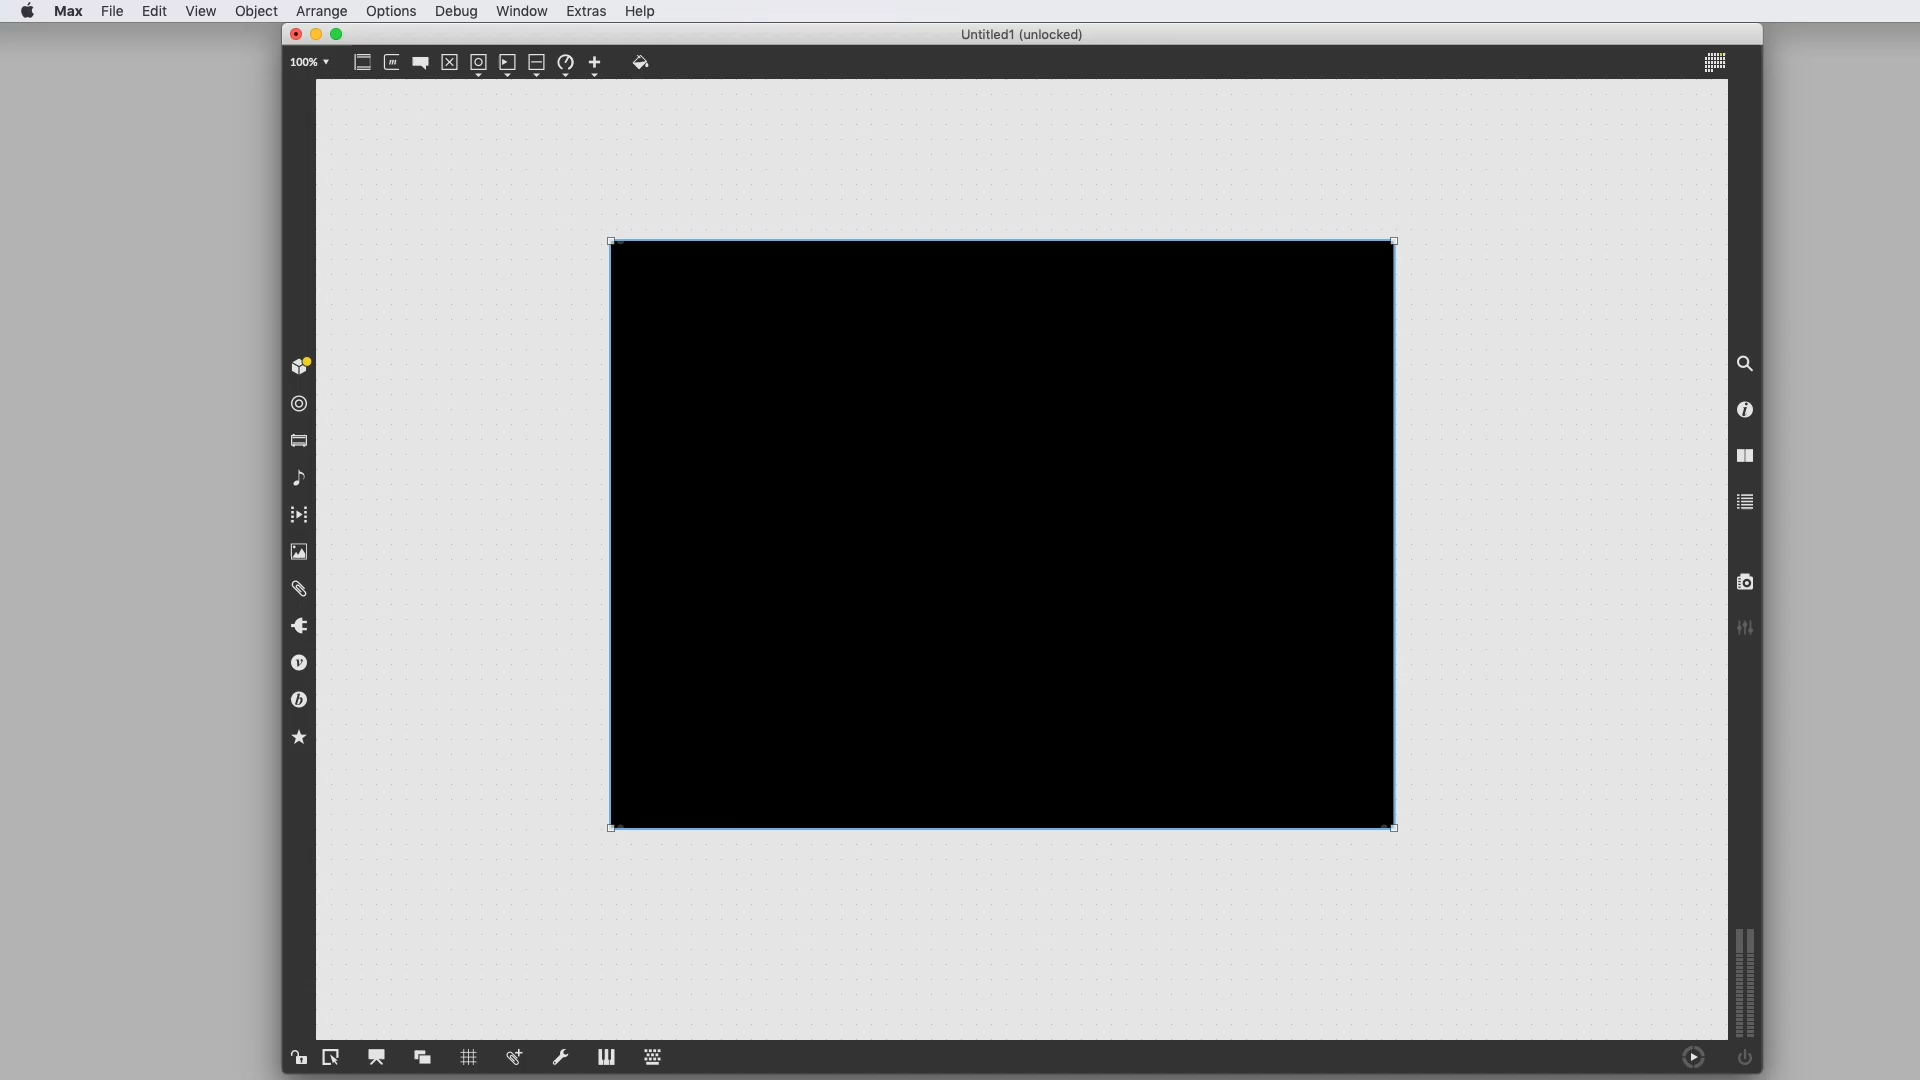 Max File Edit View Object Arrange Options Debug Window Extras Help
Untitled1 (unlocked)
100%
m
i
v
b